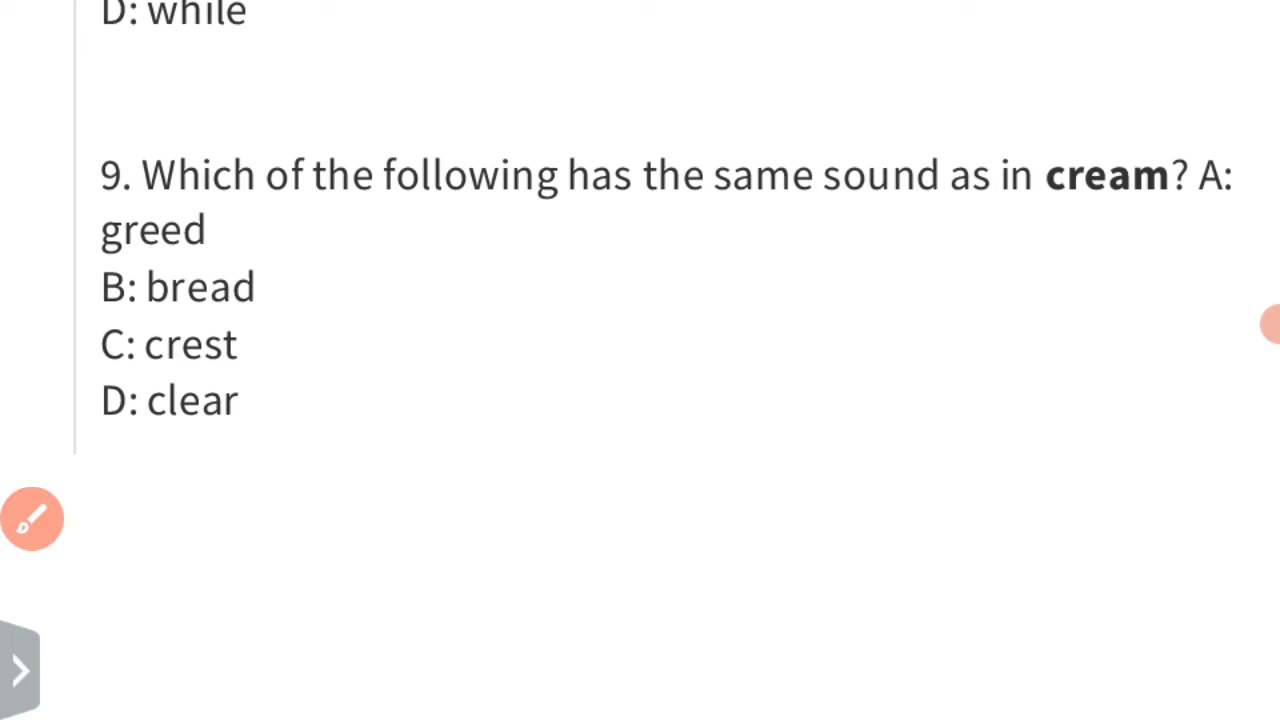 D: while
9. Which of the following has the same sound as in cream? A:
greed
B: bread
C: crest
D: clear